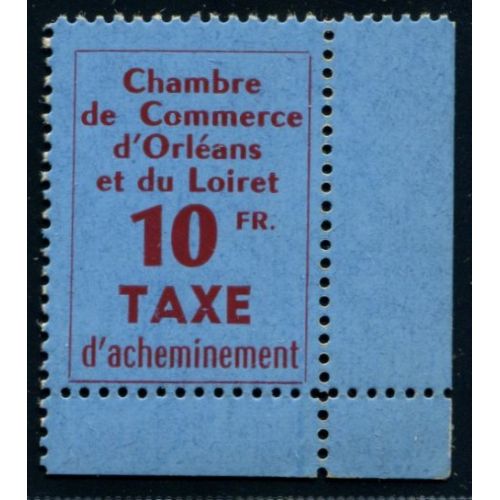 Chambre
de Commerce
d'Orléans
et du Loiret
10 FR.
TAXE
d'acheminement